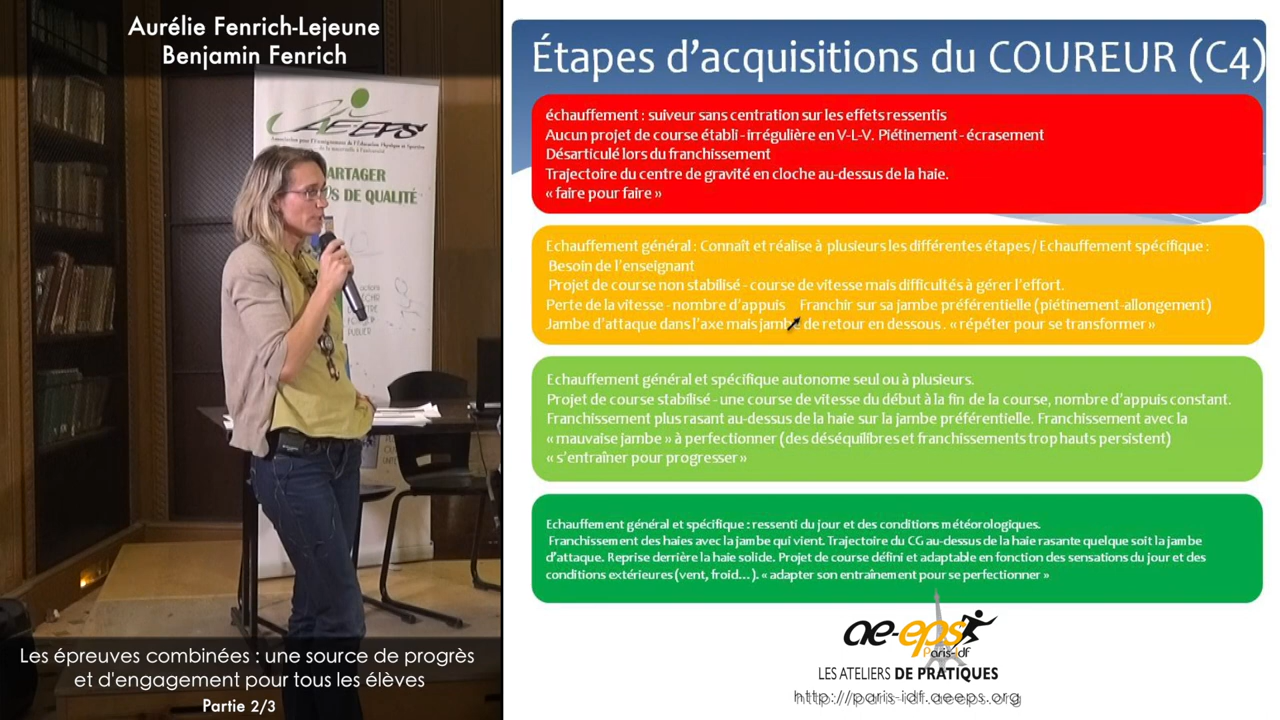 Aurélie Fenrich-Lejeune
Benjamin Fenrich
AEEPS
Association pour l'Enseignement de l'Éducation Physique et Sportive
de la maternelle à l'université
PARTAGER
DE QUALITÉ
Les épreuves combinées : une source de progrès
et d'engagement pour tous les élèves
Partie 2/3
Étapes d'acquisitions du COUREUR (C4)
échauffement : suiveur sans centration sur les effets ressentis
Aucun projet de course établi - irrégulière en V-L-V. Piétinement - écrasement
Désarticulé lors du franchissement
Trajectoire du centre de gravité en cloche au-dessus de la haie.
« faire pour faire »
Echauffement général : Connaît et réalise à plusieurs les différentes étapes / Echauffement spécifique :
Besoin de l'enseignant
Projet de course non stabilisé - course de vitesse mais difficultés à gérer l'effort.
Perte de la vitesse - nombre d'appuis Franchir sur sa jambe préférentielle (piétinement-allongement)
Jambe d'attaque dans l'axe mais jambe de retour en dessous . « répéter pour se transformer »
Echauffement général et spécifique autonome seul ou à plusieurs.
Projet de course stabilisé - une course de vitesse du début à la fin de la course, nombre d'appuis constant.
Franchissement plus rasant au-dessus de la haie sur la jambe préférentielle. Franchissement avec la
« mauvaise jambe » à perfectionner (des déséquilibres et franchissements trop hauts persistent)
« s'entraîner pour progresser »
Echauffement général et spécifique : ressenti du jour et des conditions météorologiques.
Franchissement des haies avec la jambe qui vient. Trajectoire du CG au-dessus de la haie rasante quelque soit la jambe
d'attaque. Reprise derrière la haie solide. Projet de course défini et adaptable en fonction des sensations du jour et des
conditions extérieures (vent, froid…). « adapter son entraînement pour se perfectionner »
ae-eps
Paris-Idf
LES ATELIERS DE PRATIQUES
http://paris-idf.aeeps.org